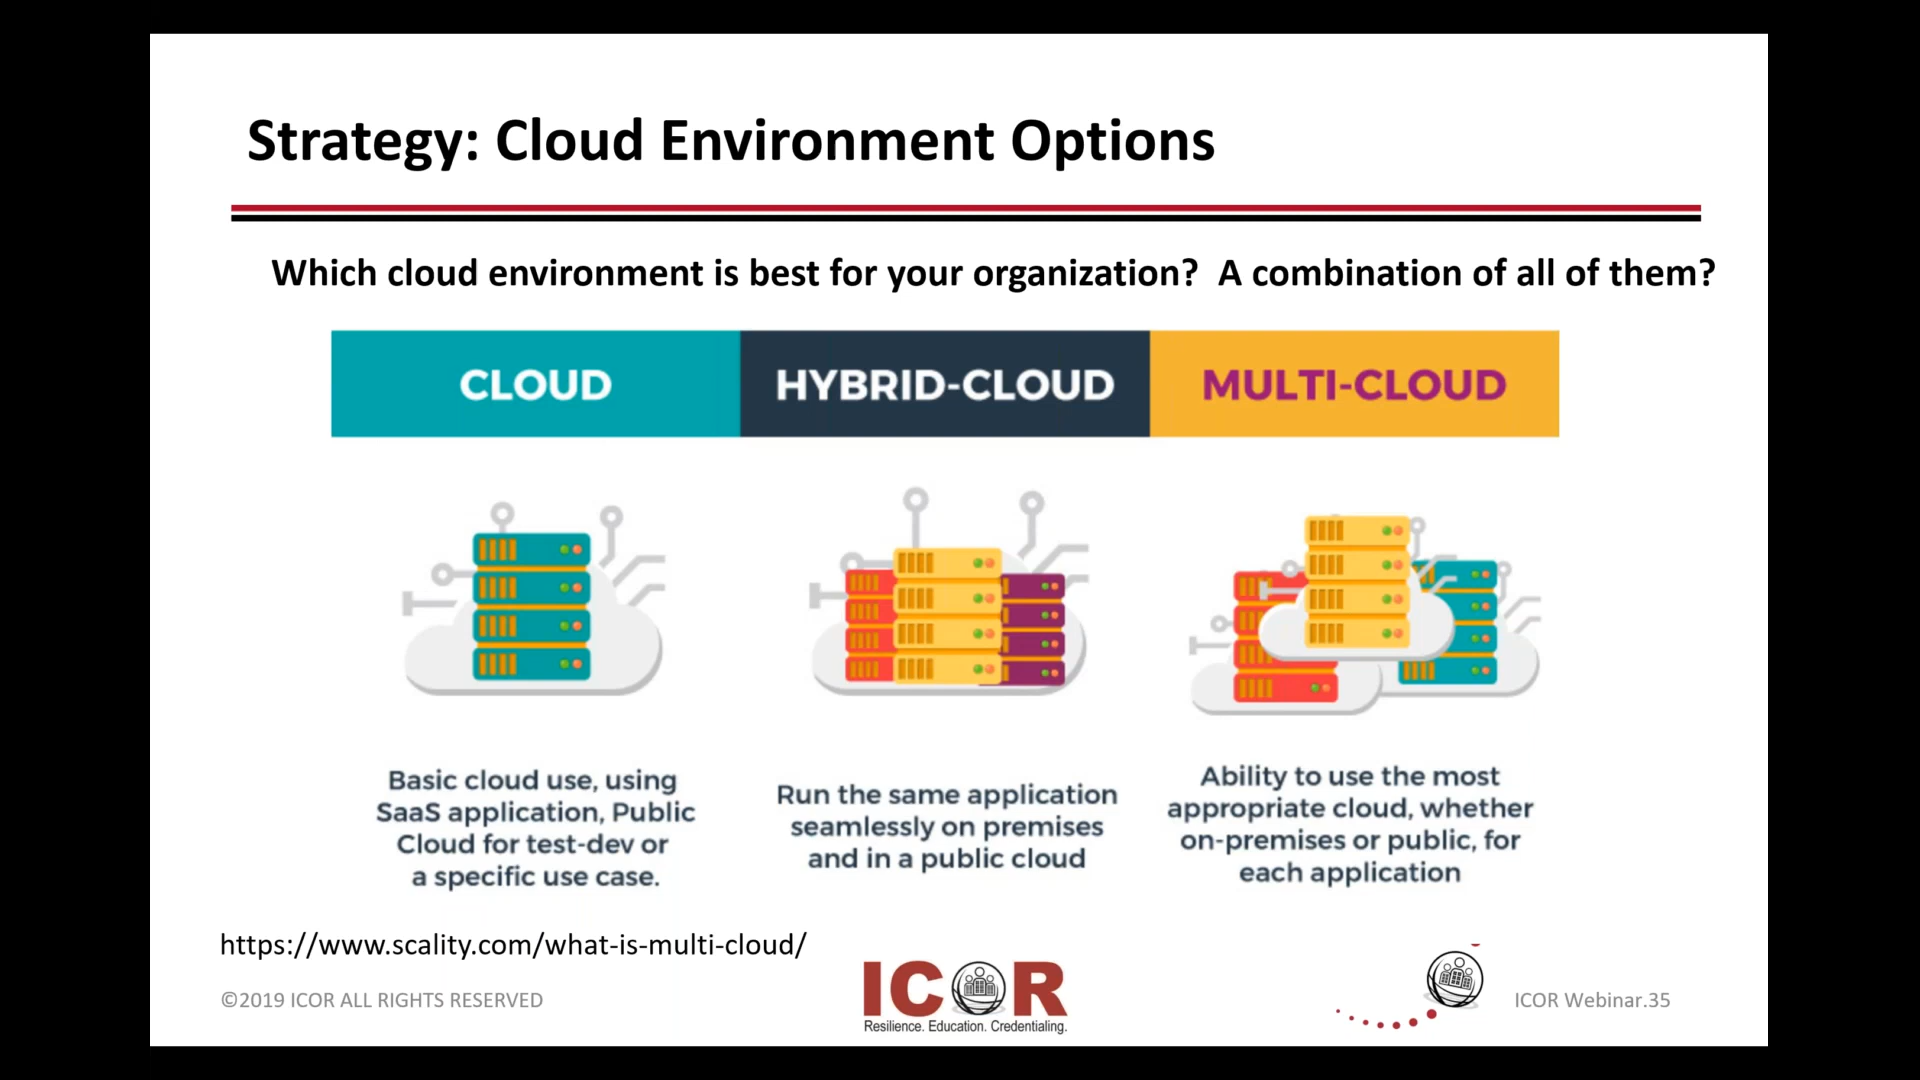 Strategy: Cloud Environment Options
Which cloud environment is best for your organization?  A combination of all of them?
CLOUD
HYBRID-CLOUD
MULTI-CLOUD
Basic cloud use, using
SaaS application, Public
Cloud for test-dev or
a specific use case.
Run the same application
seamlessly on premises
and in a public cloud
Ability to use the most
appropriate cloud, whether
on-premises or public, for
each application
https://www.scality.com/what-is-multi-cloud/
©2019 ICOR ALL RIGHTS RESERVED
ICOR
Resilience. Education. Credentialing.
ICOR Webinar.35